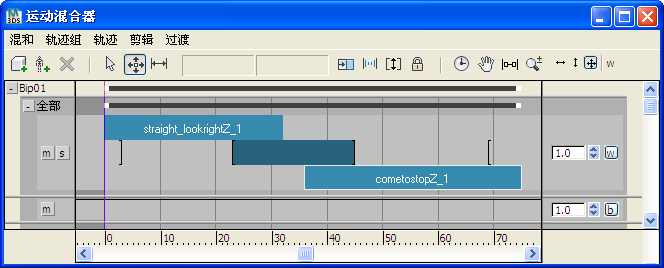 运动混合器
混和 轨迹组 轨迹 剪辑 过渡
w
Bip01
全部
straight_lookrightZ_1
m s 1.0 w
cometostopZ_1
m 1.0 b
0 10 20 30 40 50 60 70